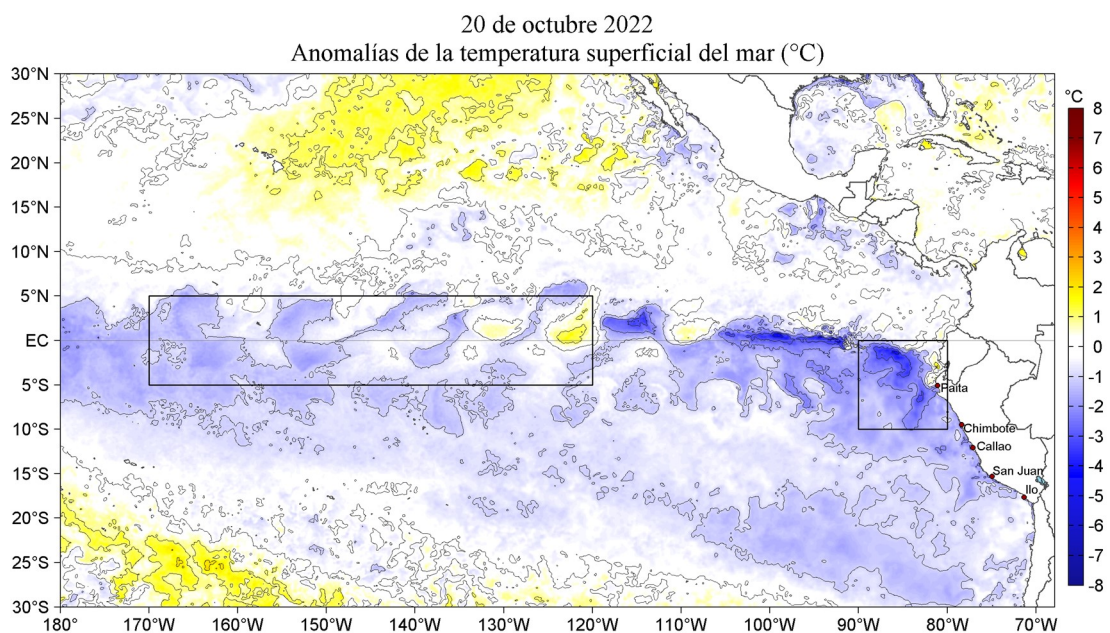 20 de octubre 2022
Anomalías de la temperatura superficial del mar (°C)
30°N
25°N
20°N
15°N
10°N
5°N
EC
5°S
10°S
15°S
20°S
25°S
30°S
180 170°W 160°W 150°W 140°W 130°W 120°W 110°W 100°W 90°W 80°W 70°W
Paita
Chimbote
Callao
San Juan
Ilo
°C
8
7
6
5
4
3
2
1
0
-1
-2
-3
-4
-5
-6
-7
-8